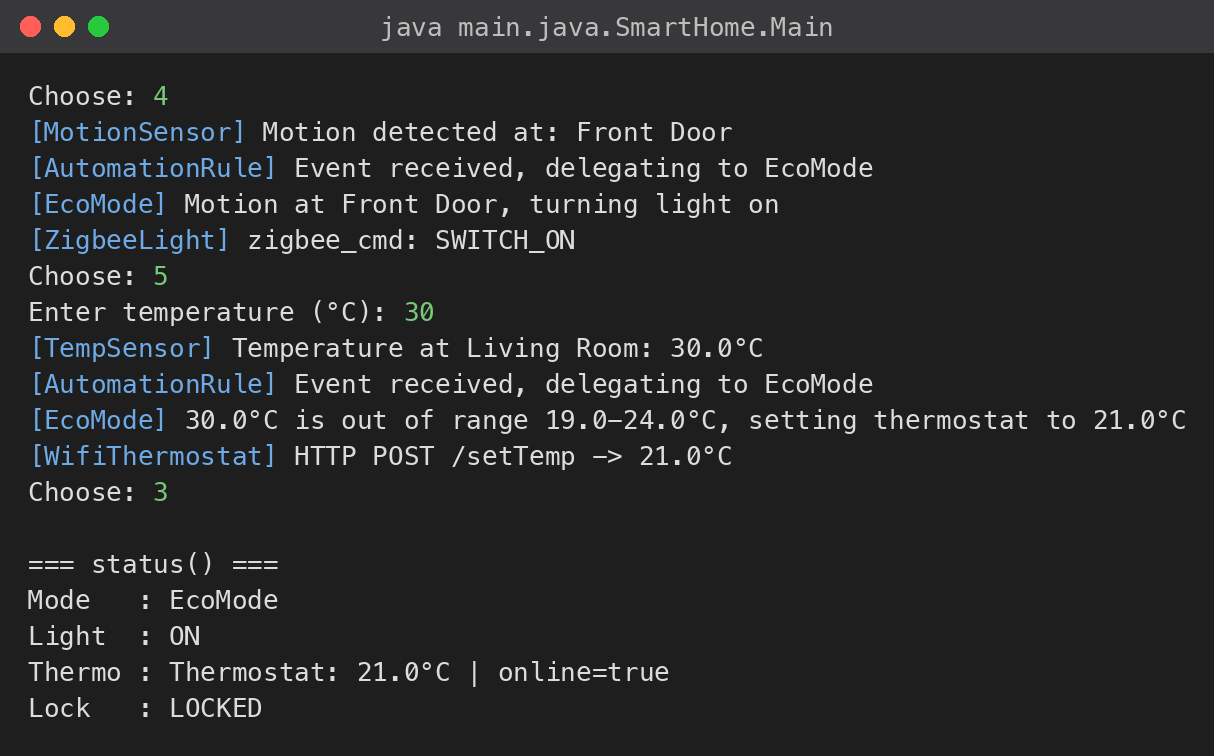 java main.java.SmartHome.Main
Choose: 4
[MotionSensor] Motion detected at: Front Door
[AutomationRule] Event received, delegating to EcoMode
[EcoMode] Motion at Front Door, turning light on
[ZigbeeLight] zigbee_cmd: SWITCH_ON
Choose: 5
Enter temperature (°C): 30
[TempSensor] Temperature at Living Room: 30.0°C
[AutomationRule] Event received, delegating to EcoMode
[EcoMode] 30.0°C is out of range 19.0–24.0°C, setting thermostat to 21.0°C
[WifiThermostat] HTTP POST /setTemp –> 21.0°C
Choose: 3
=== status() ===
Mode   : EcoMode
Light  : ON
Thermo : Thermostat: 21.0°C | online=true
Lock   : LOCKED